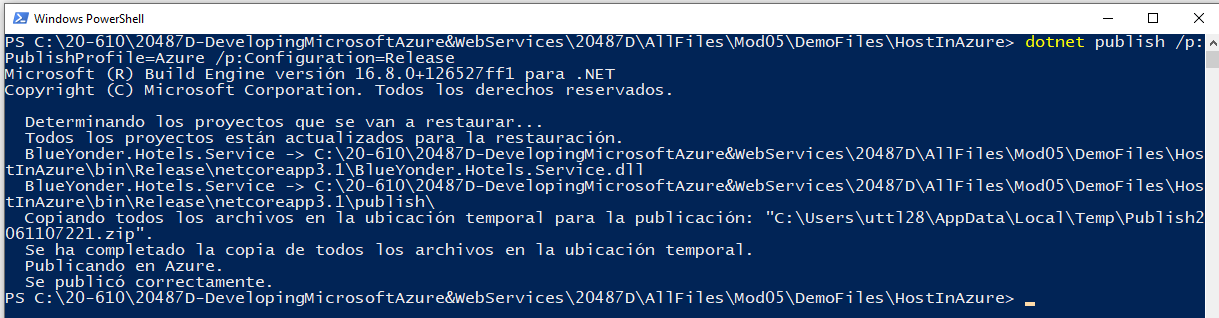 Windows PowerShell
PS C:\20-610\20487D-DevelopingMicrosoftAzure&WebServices\20487D\AllFiles\Mod05\DemoFiles\HostInAzure> dotnet publish /p:
PublishProfile=Azure /p:Configuration=Release
Microsoft (R) Build Engine versión 16.8.0+126527ff1 para .NET
Copyright (C) Microsoft Corporation. Todos los derechos reservados.
Determinando los proyectos que se van a restaurar...
Todos los proyectos están actualizados para la restauración.
BlueYonder.Hotels.Service -> C:\20-610\20487D-DevelopingMicrosoftAzure&WebServices\20487D\AllFiles\Mod05\DemoFiles\Hos
tInAzure\bin\Release\netcoreapp3.1\BlueYonder.Hotels.Service.dll
BlueYonder.Hotels.Service -> C:\20-610\20487D-DevelopingMicrosoftAzure&WebServices\20487D\AllFiles\Mod05\DemoFiles\Hos
tInAzure\bin\Release\netcoreapp3.1\publish\
Copiando todos los archivos en la ubicación temporal para la publicación: "C:\Users\uttl28\AppData\Local\Temp\Publish2
061107221.zip".
Se ha completado la copia de todos los archivos en la ubicación temporal.
Publicando en Azure.
Se publicó correctamente.
PS C:\20-610\20487D-DevelopingMicrosoftAzure&WebServices\20487D\AllFiles\Mod05\DemoFiles\HostInAzure> _